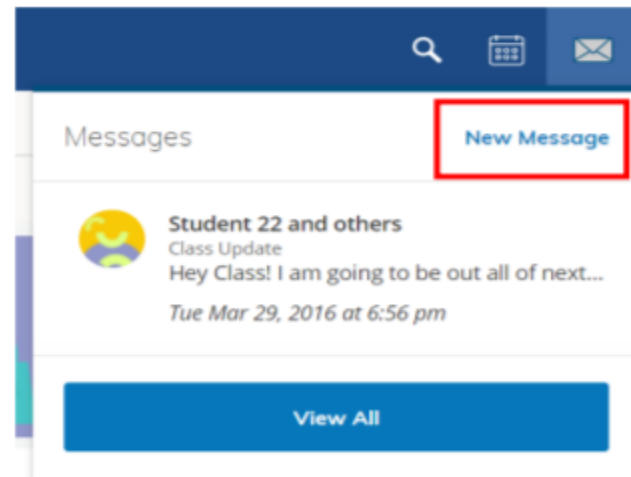 Messages
New Message
Student 22 and others
Class Update
Hey Class! I am going to be out all of next...
Tue Mar 29, 2016 at 6:56 pm
View All